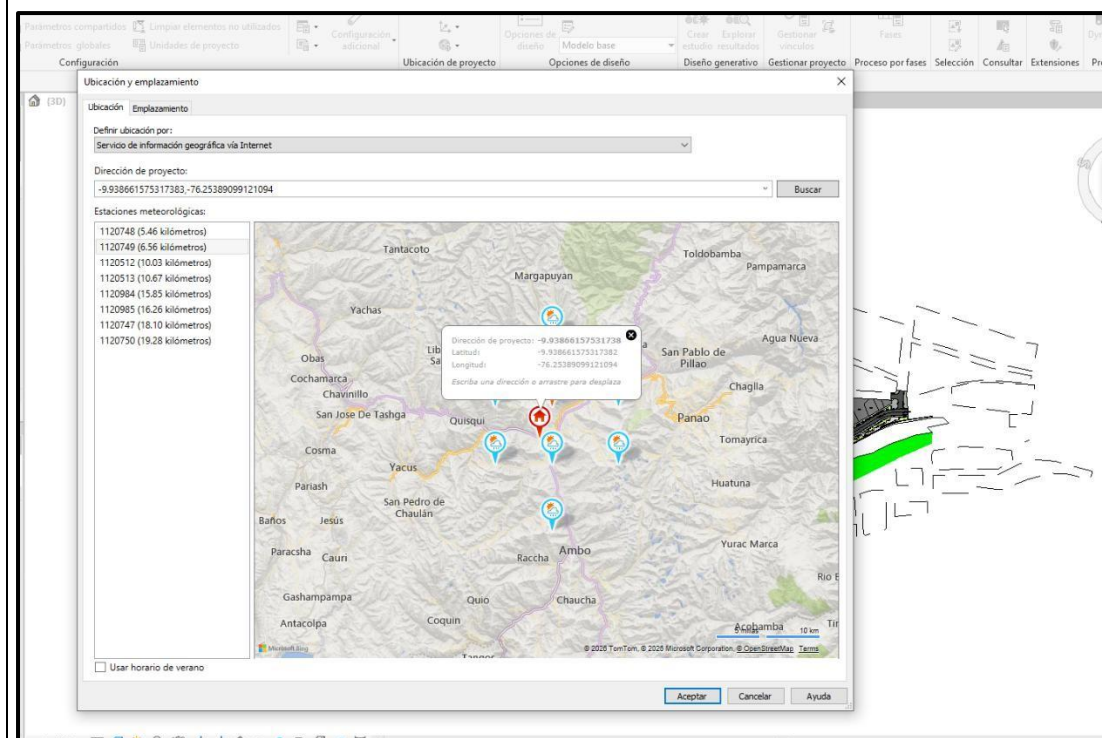 Parámetros compartidos Limpiar elementos no utilizados
Parámetros globales Unidades de proyecto
Configuración adicional
Opciones de diseño Modelo base
Crear estudio Explorar resultados
Gestionar vínculos
Fases
Configuración Ubicación de proyecto Opciones de diseño Diseño generativo Gestionar proyecto Proceso por fases Selección Consultar Extensiones
{3D}
Ubicación y emplazamiento
Ubicación Emplazamiento
Definir ubicación por:
Servicio de información geográfica vía Internet
Dirección de proyecto:
-9.938661575317383,-76.25389099121094 Buscar
Estaciones meteorológicas:
1120748 (5.46 kilómetros)
1120749 (6.56 kilómetros)
1120512 (10.03 kilómetros)
1120513 (10.67 kilómetros)
1120984 (15.85 kilómetros)
1120985 (16.26 kilómetros)
1120747 (18.10 kilómetros)
1120750 (19.28 kilómetros)
Tantacoto
Toldobamba
Pampamarca
Margapuyan
Yachas
Agua Nueva
Dirección de proyecto: -9.93866157531738
Latitud: -9.938661575317382
Longitud: -76.25389099121094
Escriba una dirección o arrastre para desplaza
San Pablo de Pillao
Obas
Cochamarca
Chavinillo
Chaglla
San Jose De Tashga
Quisqui
Panao
Tomayrica
Cosma
Yacus
Pariash
Huatuna
San Pedro de Chaulán
Baños
Jesús
Paracsha
Cauri
Raccha
Ambo
Yurac Marca
Gashampampa
Quio
Chaucha
Antacolpa
Coquin
Acobamba
5 millas 10 km
Microsoft Bing
© 2026 TomTom, © 2026 Microsoft Corporation, © OpenStreetMap Terms
Usar horario de verano
Aceptar Cancelar Ayuda